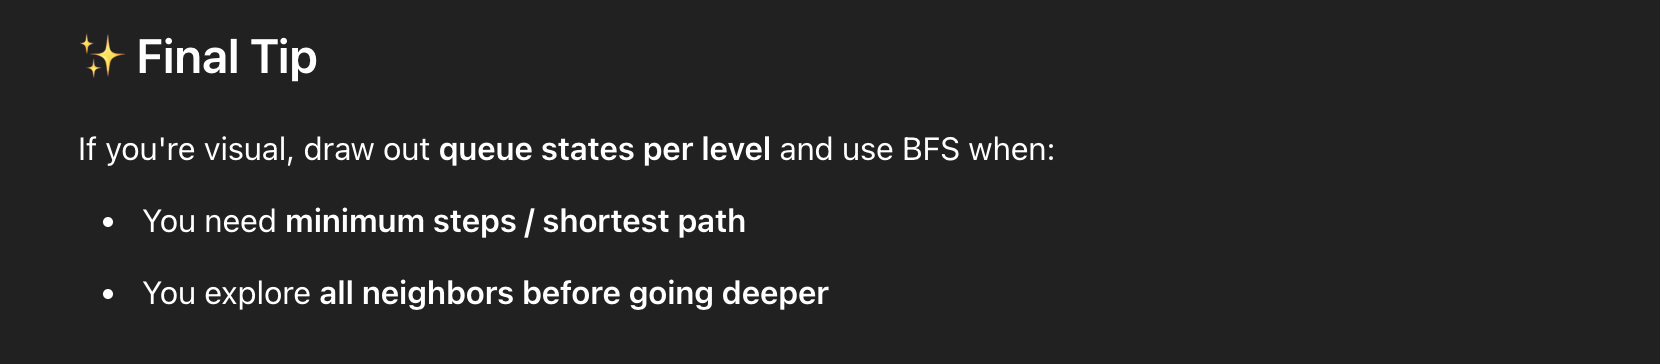 ✨ Final Tip
If you're visual, draw out queue states per level and use BFS when:
• You need minimum steps / shortest path
• You explore all neighbors before going deeper